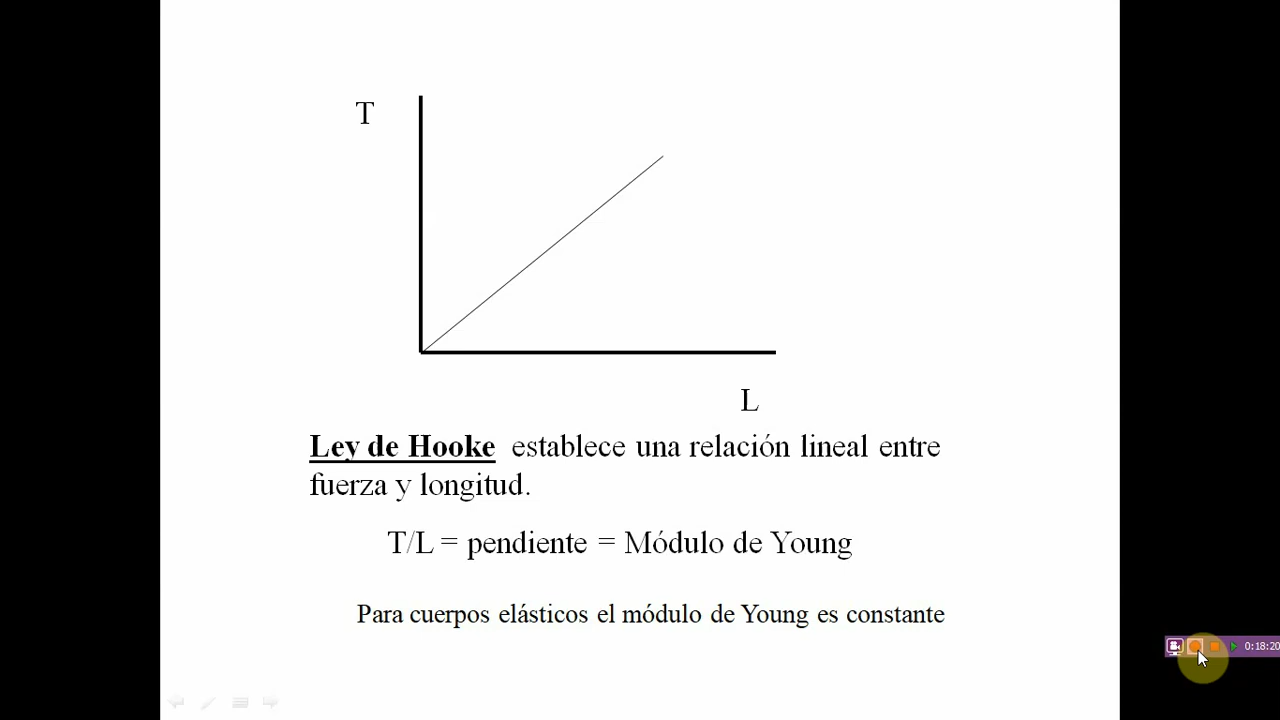 T
L
Ley de Hooke establece una relación lineal entre
fuerza y longitud.
T/L = pendiente = Módulo de Young
Para cuerpos elásticos el módulo de Young es constante
0:18:20